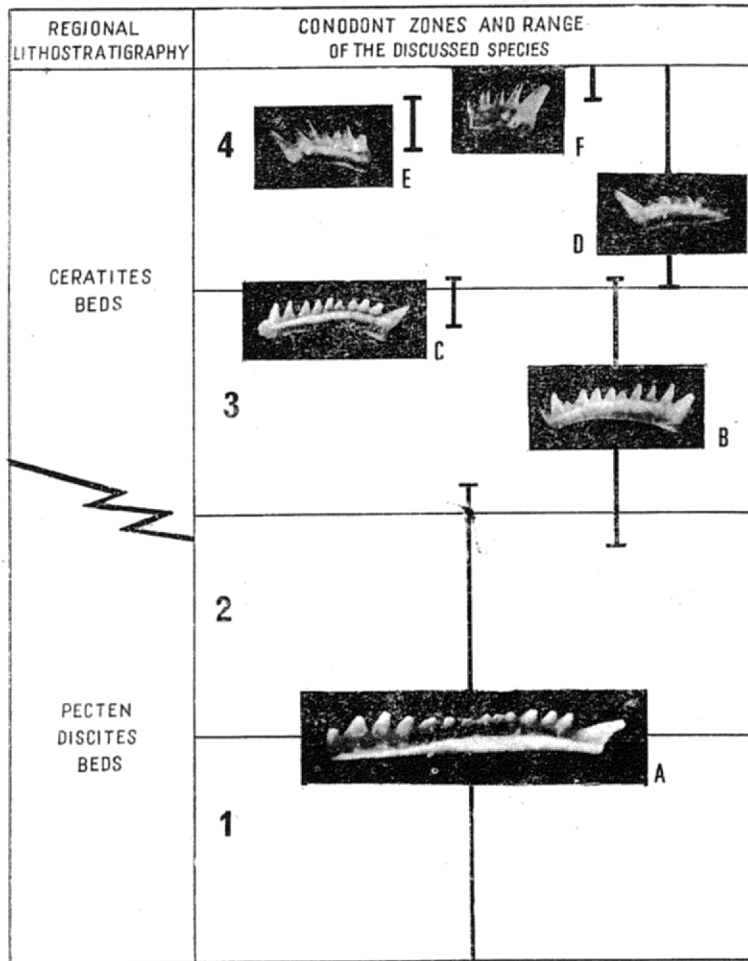 REGIONAL
LITHOSTRATIGRAPHY
CONODONT ZONES AND RANGE
OF THE DISCUSSED SPECIES
4
E
F
D
CERATITES
BEDS
C
3
B
2
PECTEN
DISCITES
BEDS
A
1